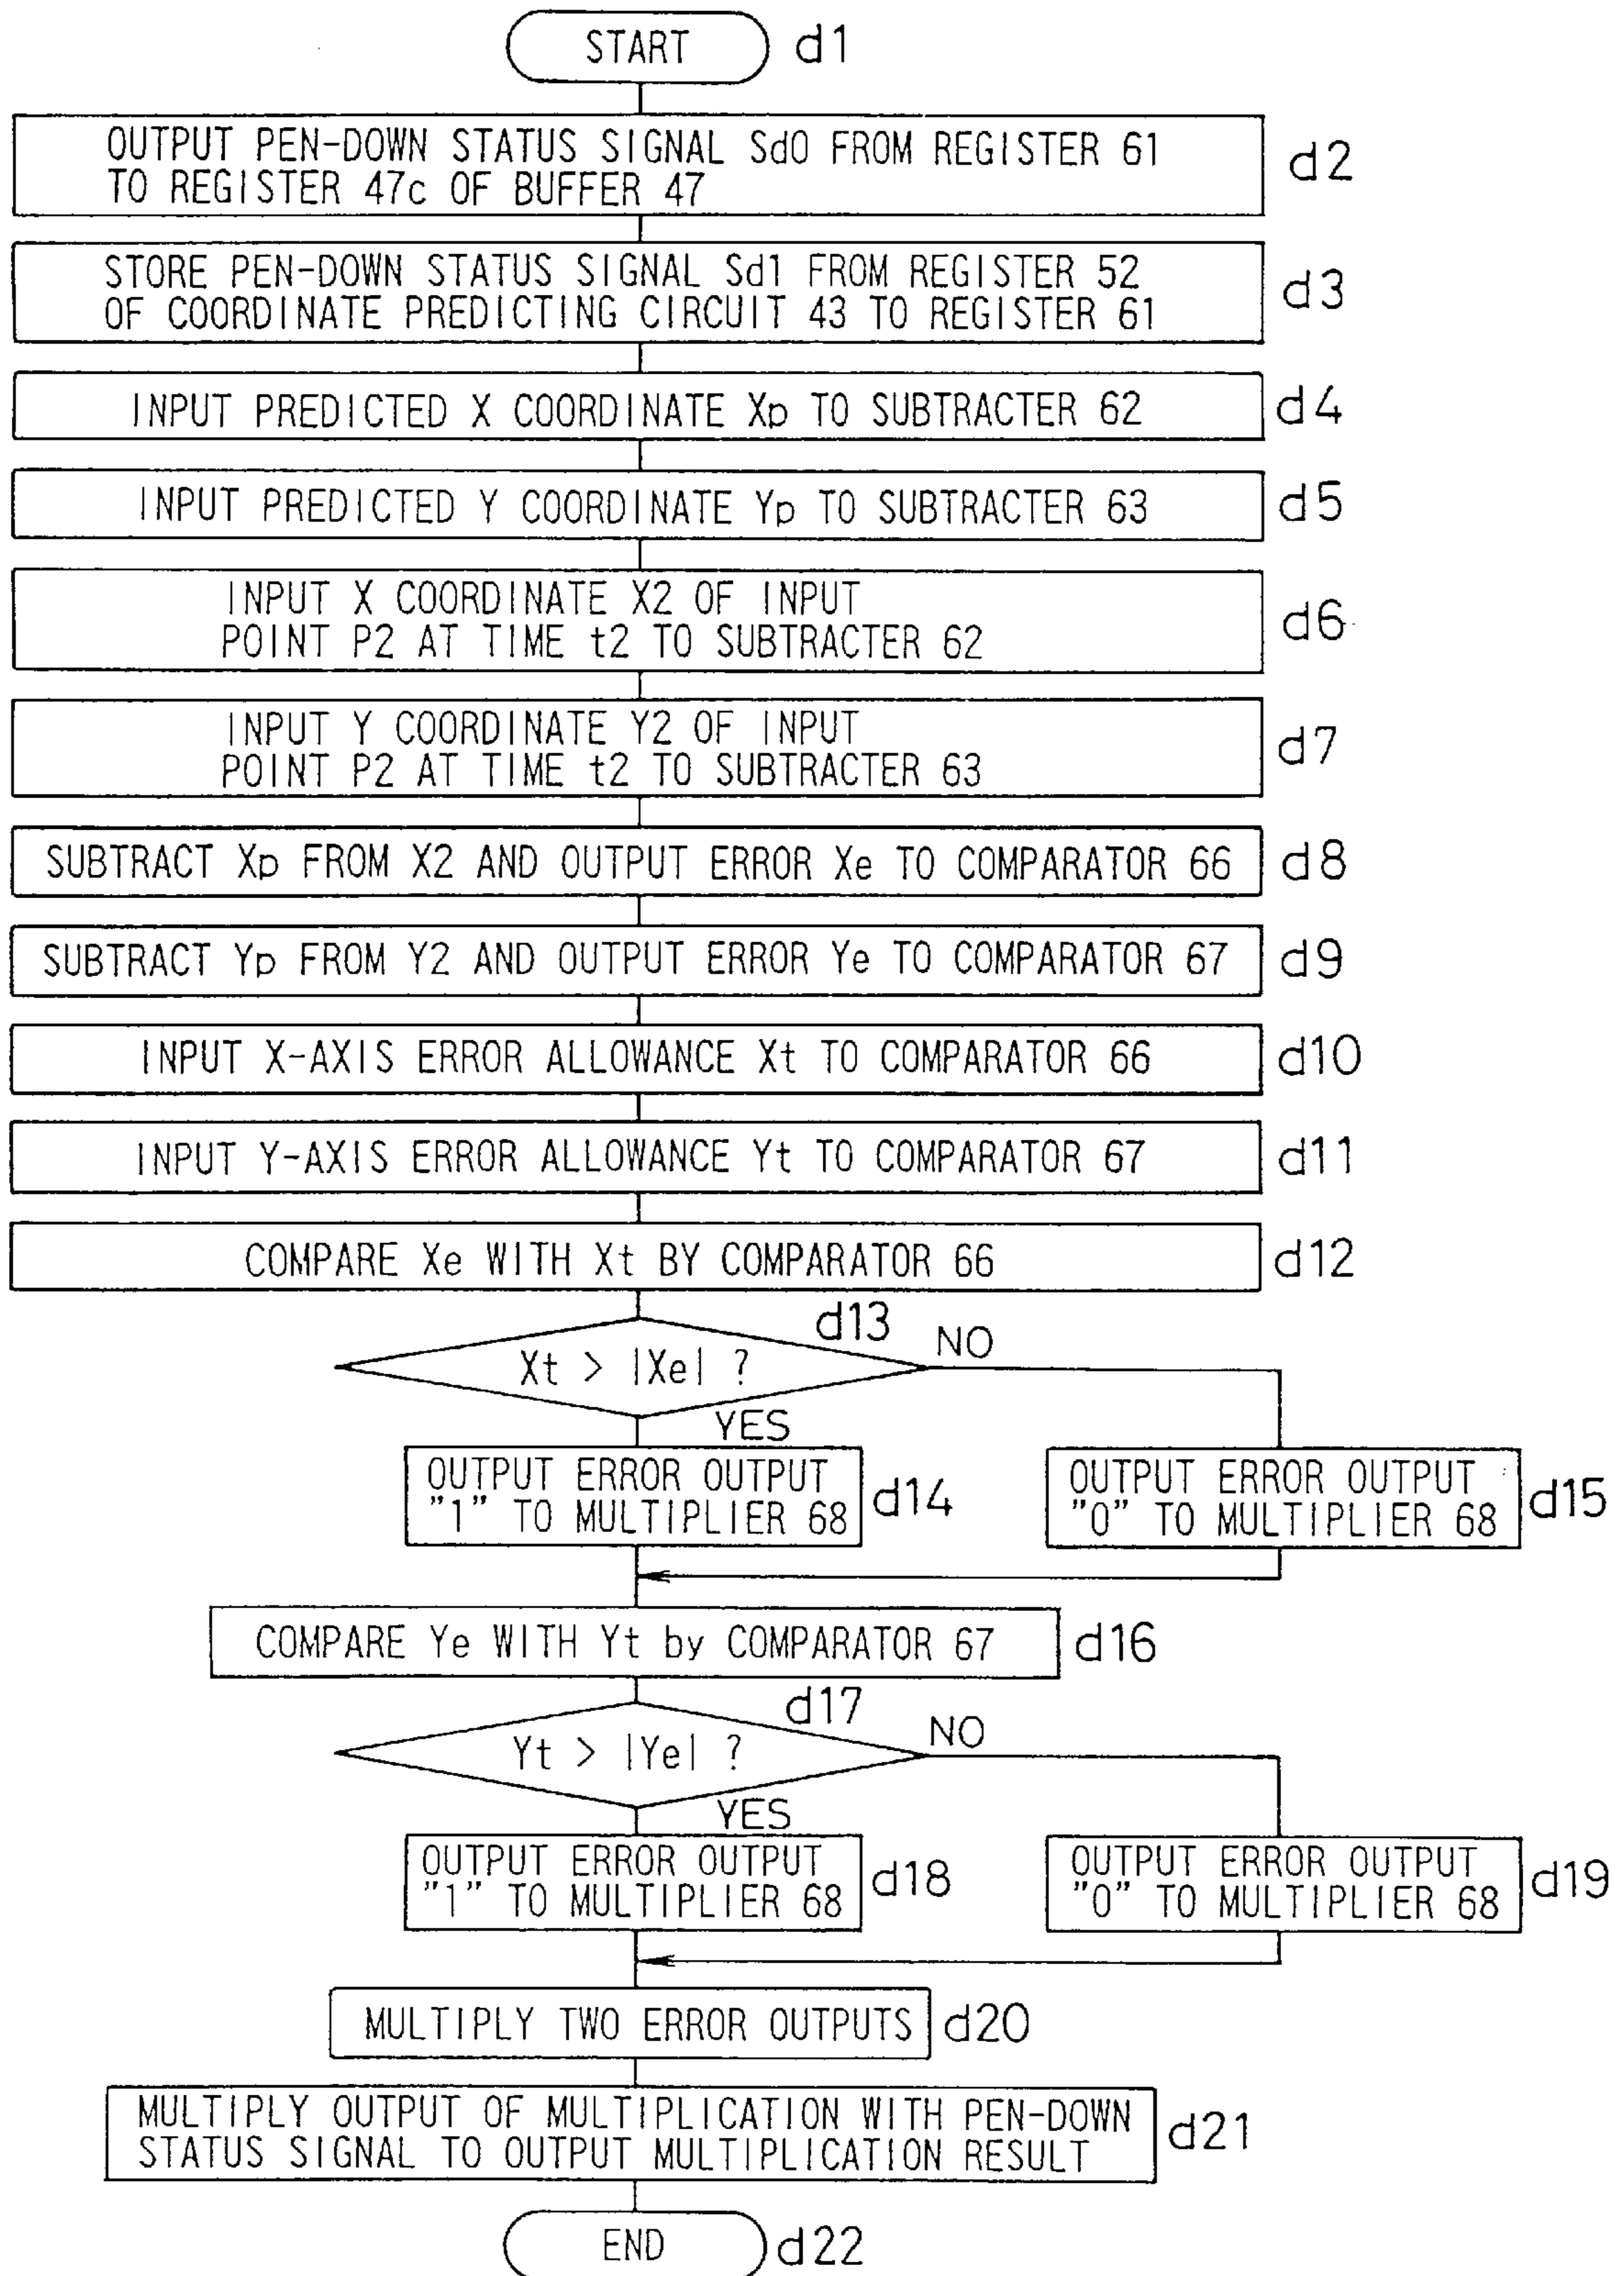 START d1
OUTPUT PEN-DOWN STATUS SIGNAL Sd0 FROM REGISTER 61
TO REGISTER 47c OF BUFFER 47
d2
STORE PEN-DOWN STATUS SIGNAL Sd1 FROM REGISTER 52
OF COORDINATE PREDICTING CIRCUIT 43 TO REGISTER 61
d3
INPUT PREDICTED X COORDINATE Xp TO SUBTRACTER 62 d4
INPUT PREDICTED Y COORDINATE Yp TO SUBTRACTER 63 d5
INPUT X COORDINATE X2 OF INPUT
POINT P2 AT TIME t2 TO SUBTRACTER 62
d6
INPUT Y COORDINATE Y2 OF INPUT
POINT P2 AT TIME t2 TO SUBTRACTER 63
d7
SUBTRACT Xp FROM X2 AND OUTPUT ERROR Xe TO COMPARATOR 66 d8
SUBTRACT Yp FROM Y2 AND OUTPUT ERROR Ye TO COMPARATOR 67 d9
INPUT X-AXIS ERROR ALLOWANCE Xt TO COMPARATOR 66 d10
INPUT Y-AXIS ERROR ALLOWANCE Yt TO COMPARATOR 67 d11
COMPARE Xe WITH Xt BY COMPARATOR 66 d12
d13
Xt > |Xe| ?
NO
YES
OUTPUT ERROR OUTPUT
"1" TO MULTIPLIER 68
d14
OUTPUT ERROR OUTPUT
"0" TO MULTIPLIER 68
d15
COMPARE Ye WITH Yt by COMPARATOR 67 d16
d17
Yt > |Ye| ?
NO
YES
OUTPUT ERROR OUTPUT
"1" TO MULTIPLIER 68
d18
OUTPUT ERROR OUTPUT
"0" TO MULTIPLIER 68
d19
MULTIPLY TWO ERROR OUTPUTS d20
MULTIPLY OUTPUT OF MULTIPLICATION WITH PEN-DOWN
STATUS SIGNAL TO OUTPUT MULTIPLICATION RESULT
d21
END d22